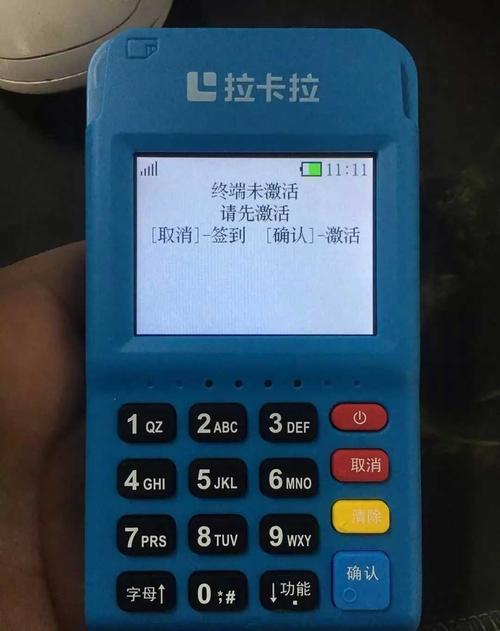 拉卡拉
11:11
终端未激活
请先激活
[取消]-签到 [确认]-激活
1 QZ 2 ABC 3 DEF
4 GHI 5 JKL 6 MNO 取消
7 PRS 8 TUV 9 WXY 清除
字母↑ 0 ;# ↓功能 确认